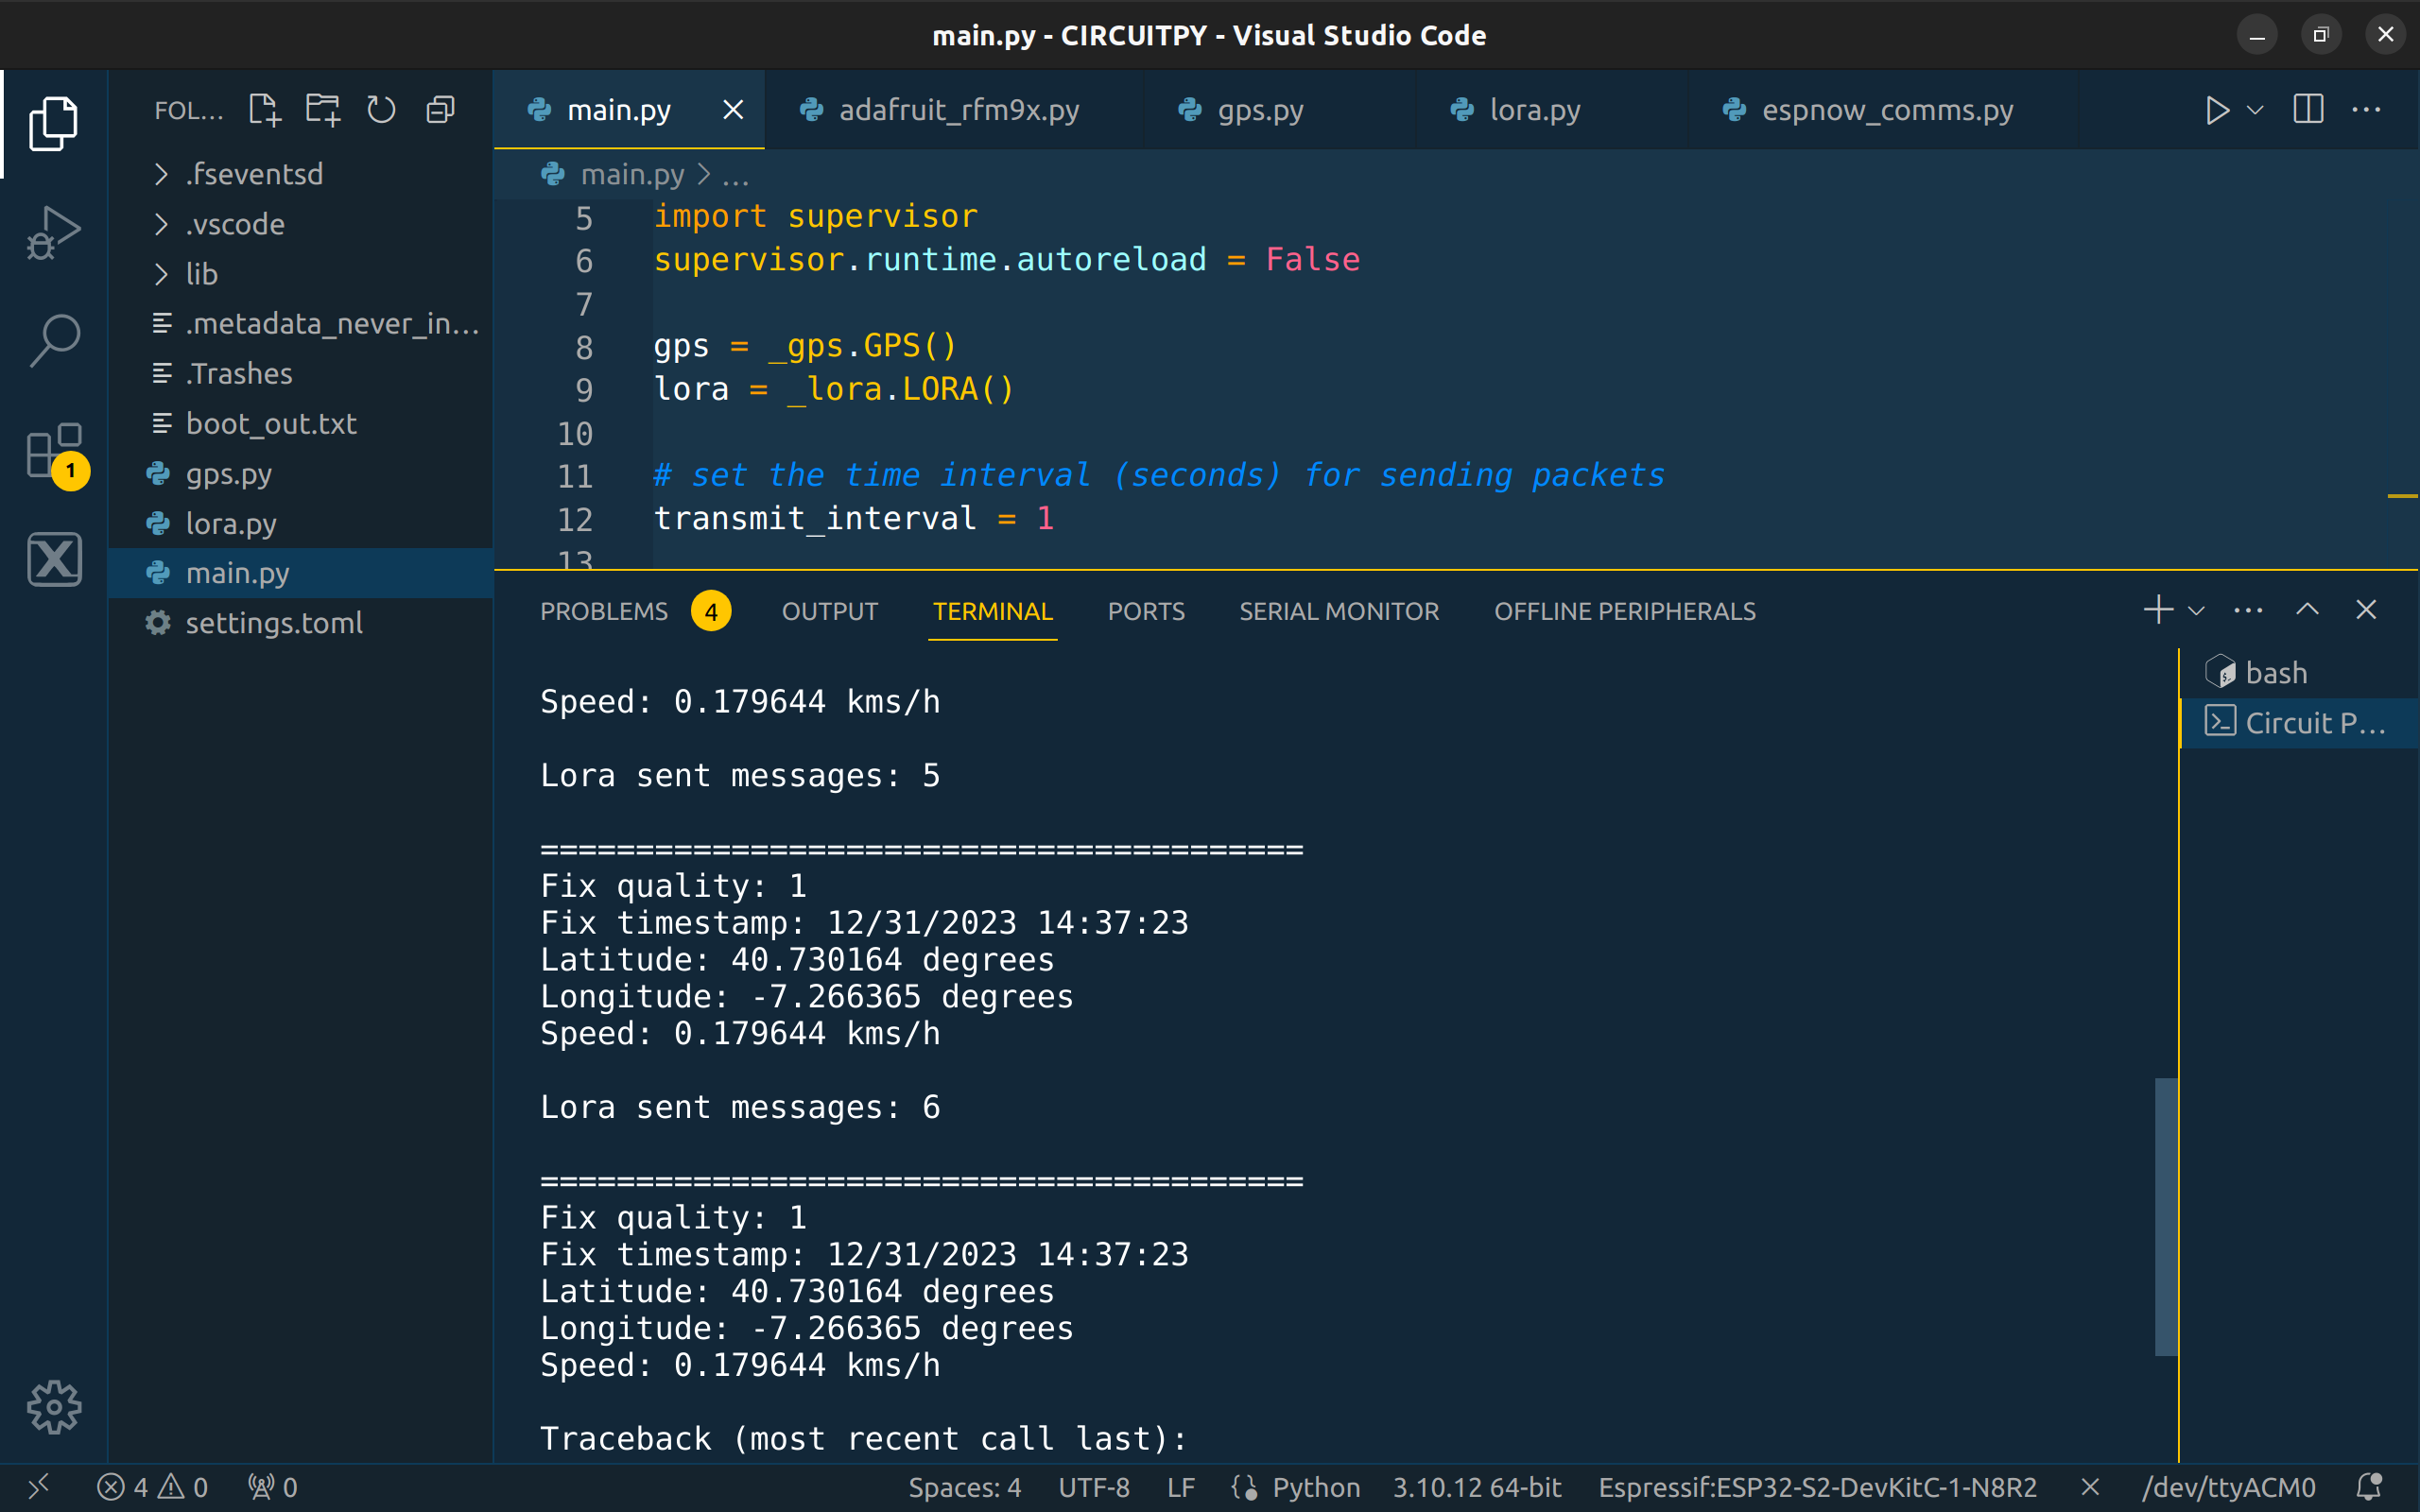 main.py - CIRCUITPY - Visual Studio Code
FOL...
.fseventsd
.vscode
lib
.metadata_never_in...
.Trashes
boot_out.txt
gps.py
lora.py
main.py
settings.toml
1
main.py adafruit_rfm9x.py gps.py lora.py espnow_comms.py
main.py > ...
5 import supervisor
6 supervisor.runtime.autoreload = False
7
8 gps = _gps.GPS()
9 lora = _lora.LORA()
10
11 # set the time interval (seconds) for sending packets
12 transmit_interval = 1
13
PROBLEMS 4 OUTPUT TERMINAL PORTS SERIAL MONITOR OFFLINE PERIPHERALS
bash
Circuit P...
Speed: 0.179644 kms/h
Lora sent messages: 5
========================================
Fix quality: 1
Fix timestamp: 12/31/2023 14:37:23
Latitude: 40.730164 degrees
Longitude: -7.266365 degrees
Speed: 0.179644 kms/h
Lora sent messages: 6
========================================
Fix quality: 1
Fix timestamp: 12/31/2023 14:37:23
Latitude: 40.730164 degrees
Longitude: -7.266365 degrees
Speed: 0.179644 kms/h
Traceback (most recent call last):
4 0 0 Spaces: 4 UTF-8 LF Python 3.10.12 64-bit Espressif:ESP32-S2-DevKitC-1-N8R2 /dev/ttyACM0